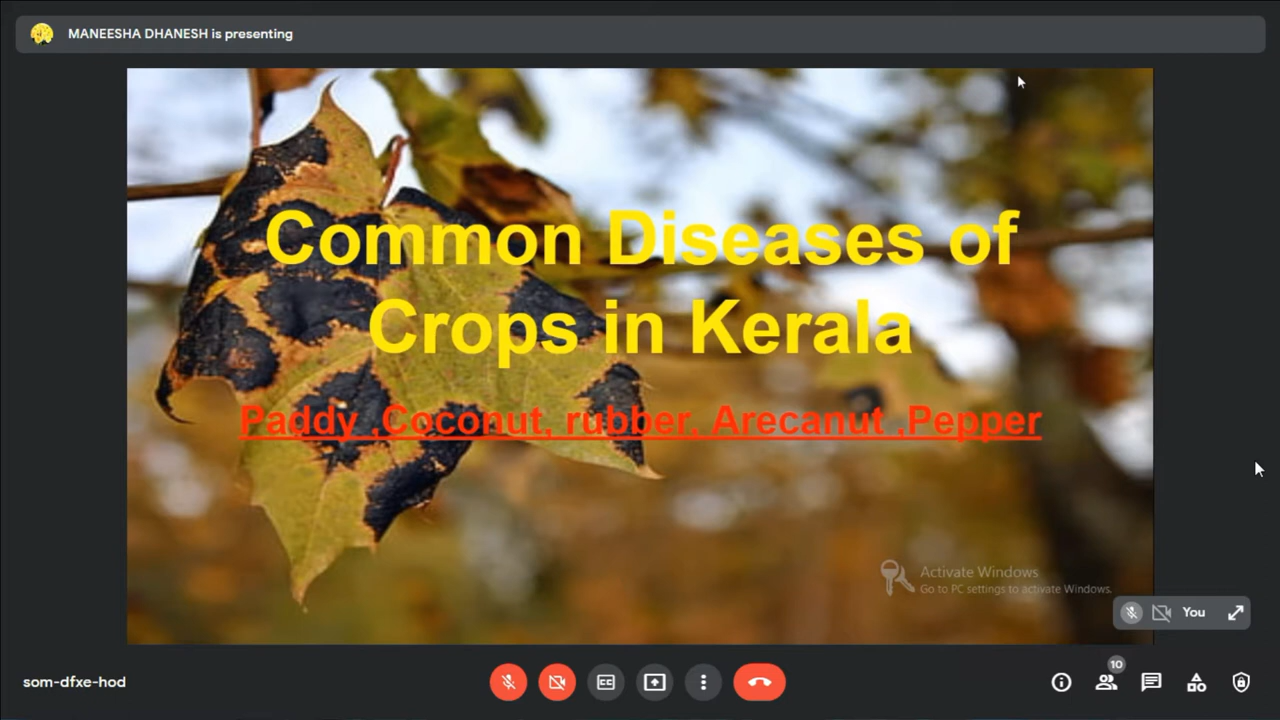 MANEESHA DHANESH is presenting
Common Diseases of
Crops in Kerala
Paddy ,Coconut, rubber, Arecanut ,Pepper
Activate Windows
Go to PC settings to activate Windows.
You
som-dfxe-hod
CC
10